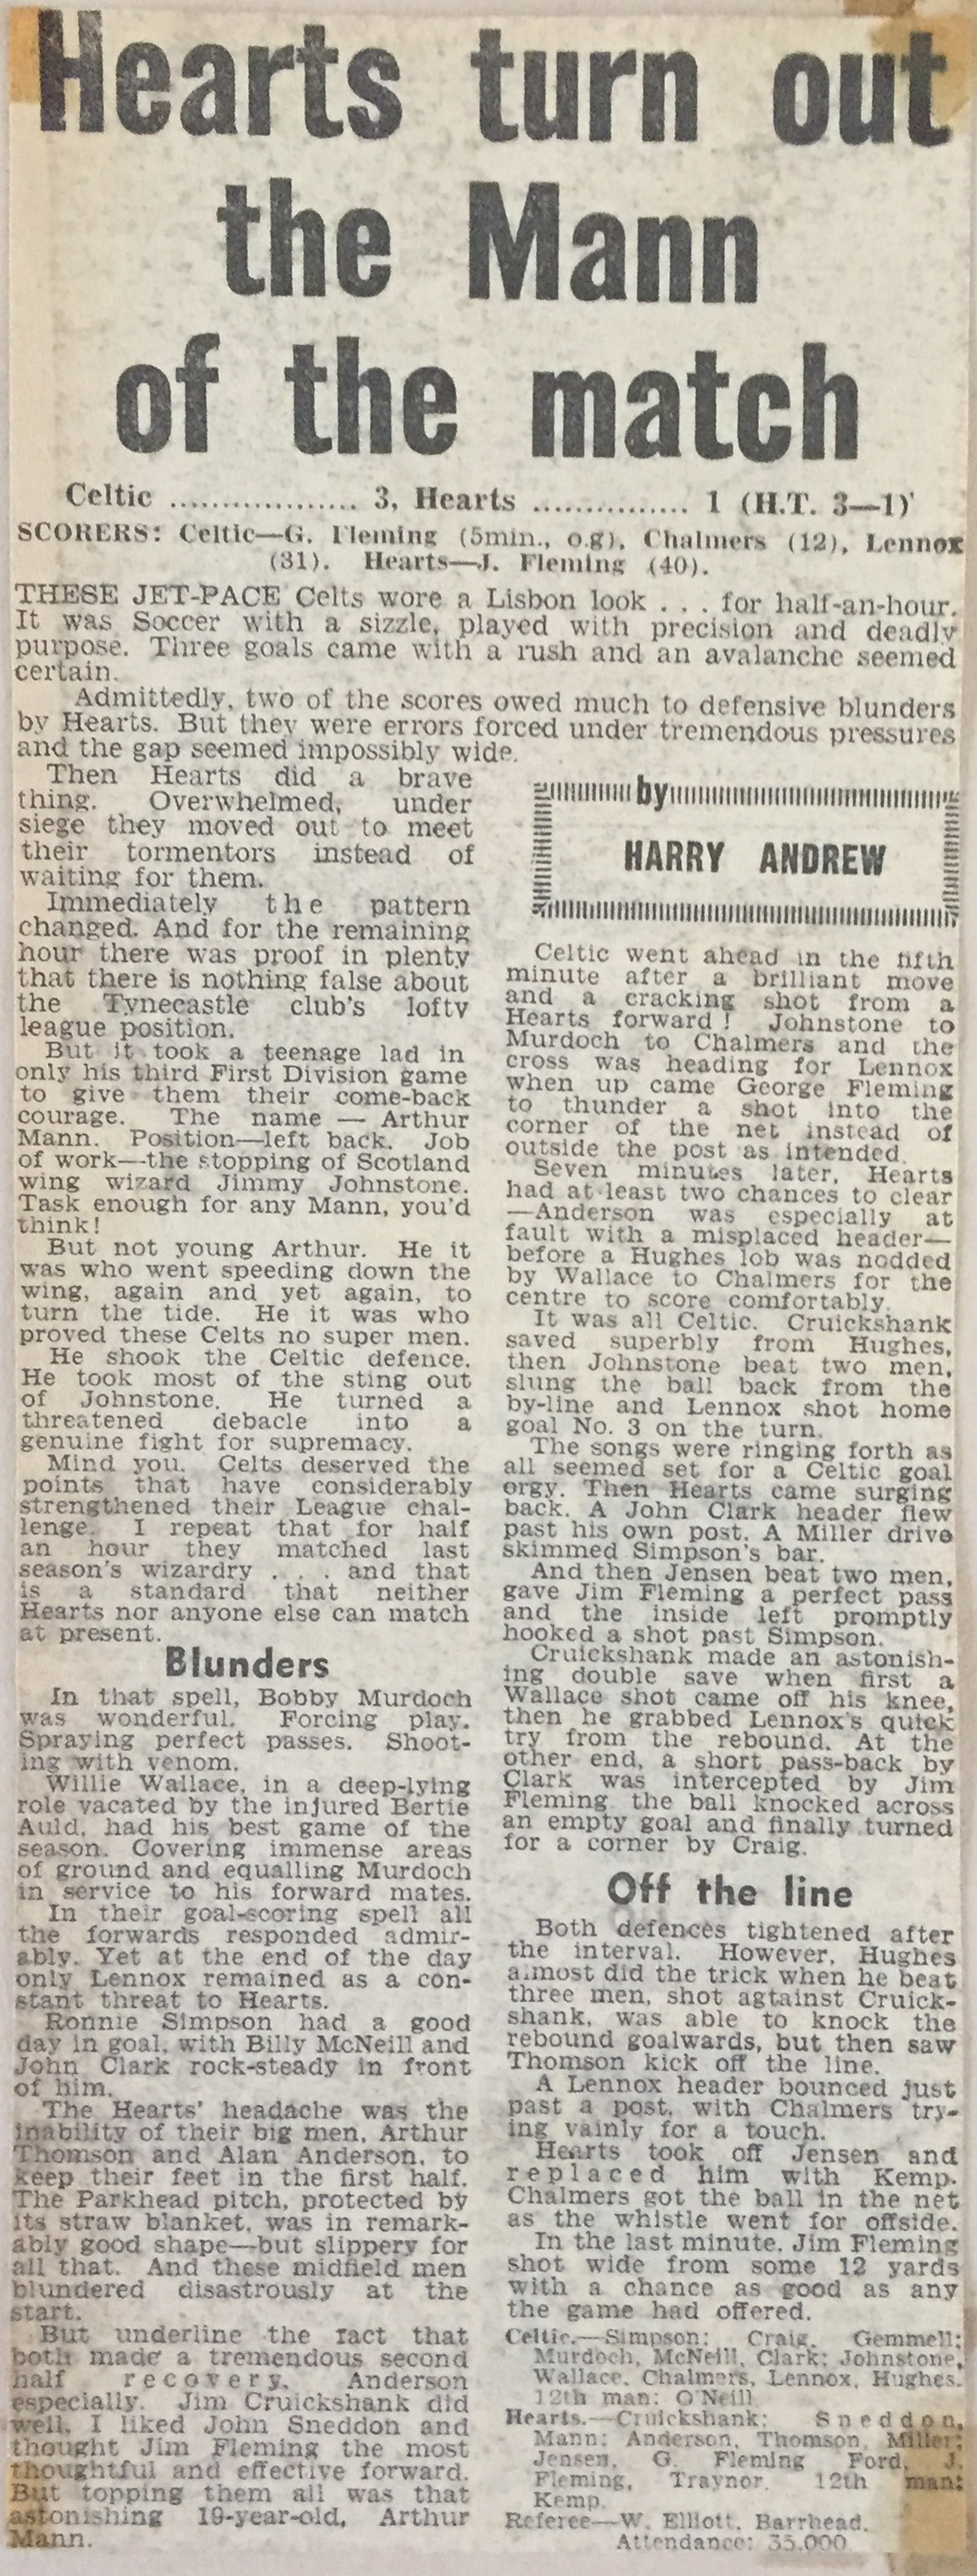 Hearts turn out
the Mann
of the match
Celtic .................. 3, Hearts ............... 1 (H.T. 3—1)
SCORERS: Celtic—G. Fleming (5min., o.g), Chalmers (12), Lennox
(31). Hearts—J. Fleming (40).
THESE JET-PACE Celts wore a Lisbon look . . . for half-an-hour.
It was Soccer with a sizzle, played with precision and deadly
purpose. Three goals came with a rush and an avalanche seemed
certain.
Admittedly, two of the scores owed much to defensive blunders
by Hearts. But they were errors forced under tremendous pressures
and the gap seemed impossibly wide.
Then Hearts did a brave
thing. Overwhelmed, under
siege they moved out to meet
their tormentors instead of
waiting for them.
Immediately the pattern
changed. And for the remaining
hour there was proof in plenty
that there is nothing false about
the Tynecastle club's lofty
league position.
But it took a teenage lad in
only his third First Division game
to give them their come-back
courage. The name — Arthur
Mann. Position—left back. Job
of work—the stopping of Scotland
wing wizard Jimmy Johnstone.
Task enough for any Mann, you'd
think!
But not young Arthur. He it
was who went speeding down the
wing, again and yet again, to
turn the tide. He it was who
proved these Celts no super men.
He shook the Celtic defence.
He took most of the sting out
of Johnstone. He turned a
threatened debacle into a
genuine fight for supremacy.
Mind you. Celts deserved the
points that have considerably
strengthened their League chal-
lenge. I repeat that for half
an hour they matched last
season's wizardry . . . and that
is a standard that neither
Hearts nor anyone else can match
at present.
Blunders
In that spell, Bobby Murdoch
was wonderful. Forcing play.
Spraying perfect passes. Shoot-
ing with venom.
Willie Wallace, in a deep-lying
role vacated by the injured Bertie
Auld, had his best game of the
season. Covering immense areas
of ground and equalling Murdoch
in service to his forward mates.
In their goal-scoring spell all
the forwards responded admir-
ably. Yet at the end of the day
only Lennox remained as a con-
stant threat to Hearts.
Ronnie Simpson had a good
day in goal, with Billy McNeill and
John Clark rock-steady in front
of him.
The Hearts' headache was the
inability of their big men, Arthur
Thomson and Alan Anderson, to
keep their feet in the first half.
The Parkhead pitch, protected by
its straw blanket, was in remark-
ably good shape—but slippery for
all that. And these midfield men
blundered disastrously at the
start.
But underline the fact that
both made a tremendous second
half recovery, Anderson
especially. Jim Cruickshank did
well, I liked John Sneddon and
thought Jim Fleming the most
thoughtful and effective forward.
But topping them all was that
astonishing 19-year-old, Arthur
Mann.
by
HARRY ANDREW
Celtic went ahead in the fifth
minute after a brilliant move
and a cracking shot from a
Hearts forward! Johnstone to
Murdoch to Chalmers and the
cross was heading for Lennox
when up came George Fleming
to thunder a shot into the
corner of the net instead of
outside the post as intended.
Seven minutes later, Hearts
had at least two chances to clear
—Anderson was especially at
fault with a misplaced header—
before a Hughes lob was nodded
by Wallace to Chalmers for the
centre to score comfortably.
It was all Celtic. Cruickshank
saved superbly from Hughes,
then Johnstone beat two men,
slung the ball back from the
by-line and Lennox shot home
goal No. 3 on the turn.
The songs were ringing forth as
all seemed set for a Celtic goal
orgy. Then Hearts came surging
back. A John Clark header flew
past his own post. A Miller drive
skimmed Simpson's bar.
And then Jensen beat two men,
gave Jim Fleming a perfect pass
and the inside left promptly
hooked a shot past Simpson.
Cruickshank made an astonish-
ing double save when first a
Wallace shot came off his knee,
then he grabbed Lennox's quick
try from the rebound. At the
other end, a short pass-back by
Clark was intercepted by Jim
Fleming, the ball knocked across
an empty goal and finally turned
for a corner by Craig.
Off the line
Both defences tightened after
the interval. However, Hughes
almost did the trick when he beat
three men, shot agtainst Cruick-
shank, was able to knock the
rebound goalwards, but then saw
Thomson kick off the line.
A Lennox header bounced just
past a post, with Chalmers try-
ing vainly for a touch.
Hearts took off Jensen and
replaced him with Kemp.
Chalmers got the ball in the net
as the whistle went for offside.
In the last minute, Jim Fleming
shot wide from some 12 yards
with a chance as good as any
the game had offered.
Celtic.—Simpson; Craig, Gemmell;
Murdoch, McNeill, Clark; Johnstone,
Wallace, Chalmers, Lennox, Hughes.
12th man: O'Neill.
Hearts.—Cruickshank; Sneddon,
Mann; Anderson, Thomson, Miller;
Jensen, G. Fleming Ford, J.
Fleming, Traynor. 12th man:
Kemp.
Referee—W. Elliott, Barrhead.
Attendance: 35,000